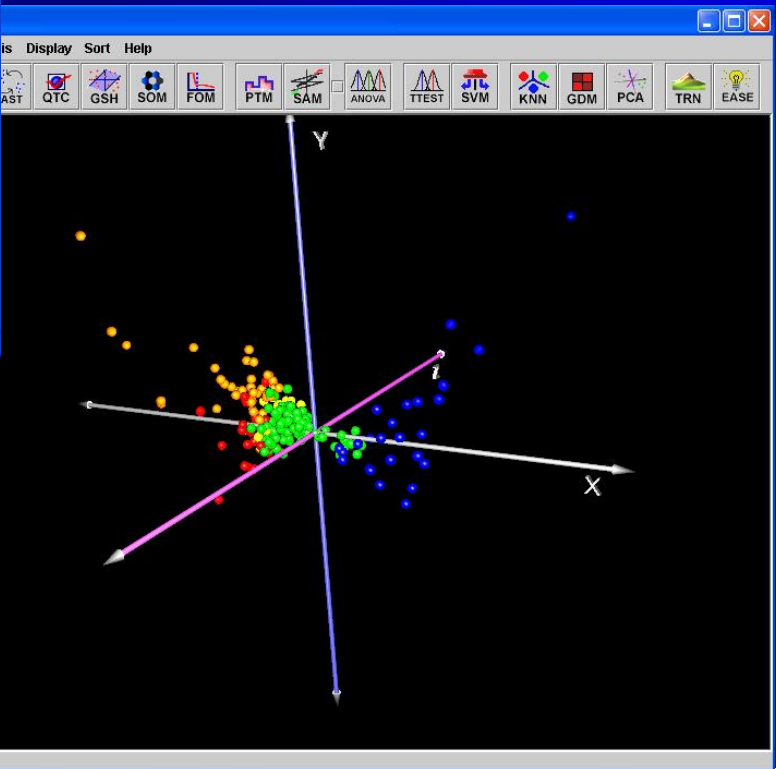 is Display Sort Help
AST QTC GSH SOM FOM PTM SAM ANOVA TTEST SVM KNN GDM PCA TRN EASE
Y
X